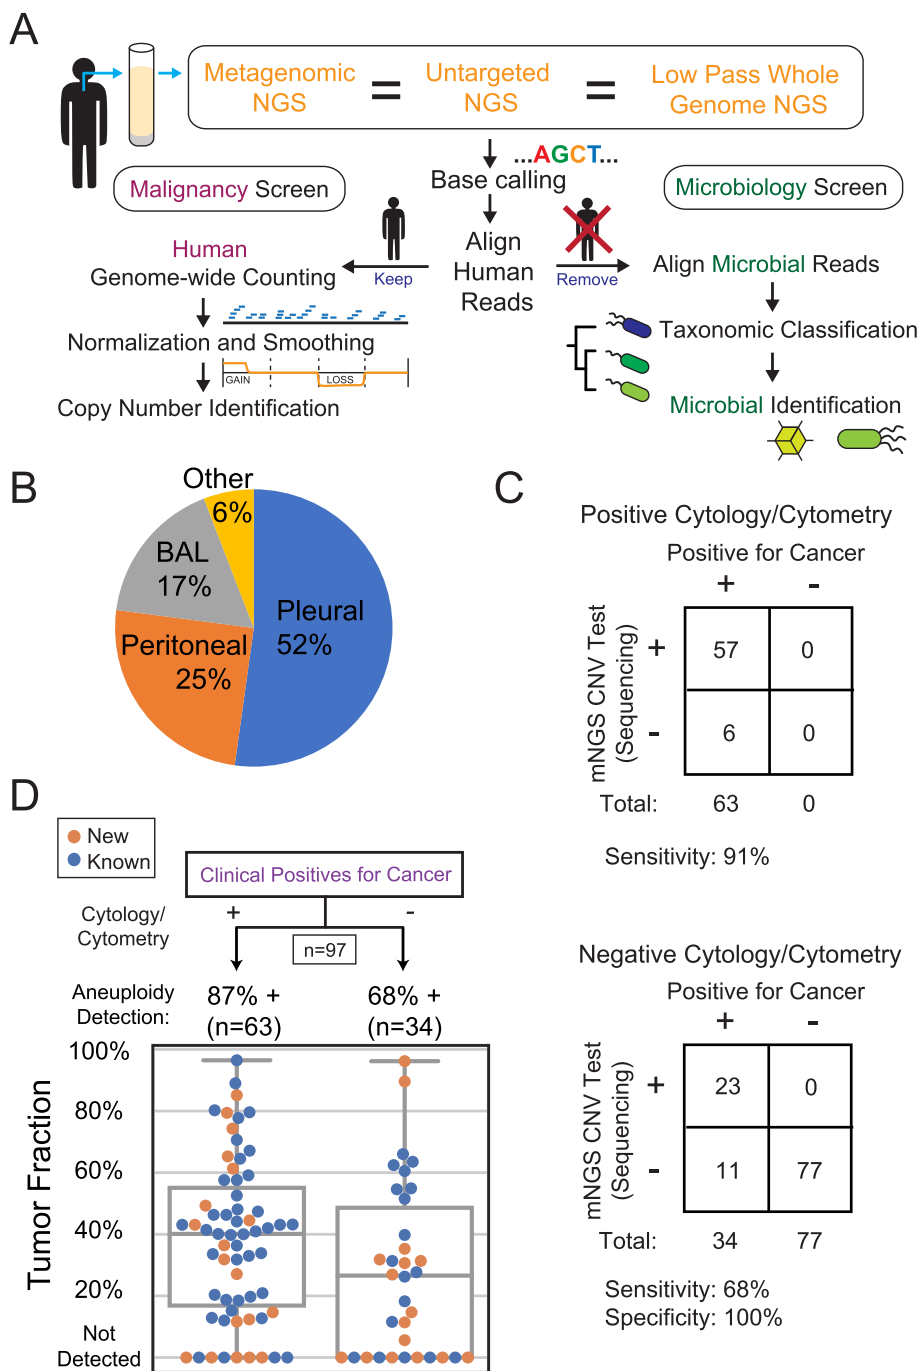 A
Metagenomic
NGS
=
Untargeted
NGS
=
Low Pass Whole
Genome NGS
...AGCT...
Base calling
Malignancy Screen
Microbiology Screen
Human
Genome-wide Counting
Keep
Align
Human
Reads
Remove
Align Microbial Reads
Normalization and Smoothing
Taxonomic Classification
GAIN
LOSS
Copy Number Identification
Microbial Identification
B
Other
6%
BAL
17%
Pleural
52%
Peritoneal
25%
C
Positive Cytology/Cytometry
Positive for Cancer
+ -
mNGS CNV Test
(Sequencing)
+ 57 0
- 6 0
Total: 63 0
Sensitivity: 91%
Negative Cytology/Cytometry
Positive for Cancer
+ -
mNGS CNV Test
(Sequencing)
+ 23 0
- 11 77
Total: 34 77
Sensitivity: 68%
Specificity: 100%
D
New
Known
Clinical Positives for Cancer
Cytology/
Cytometry
+ -
n=97
Aneuploidy
Detection:
87% +
(n=63)
68% +
(n=34)
Tumor Fraction
100%
80%
60%
40%
20%
Not
Detected